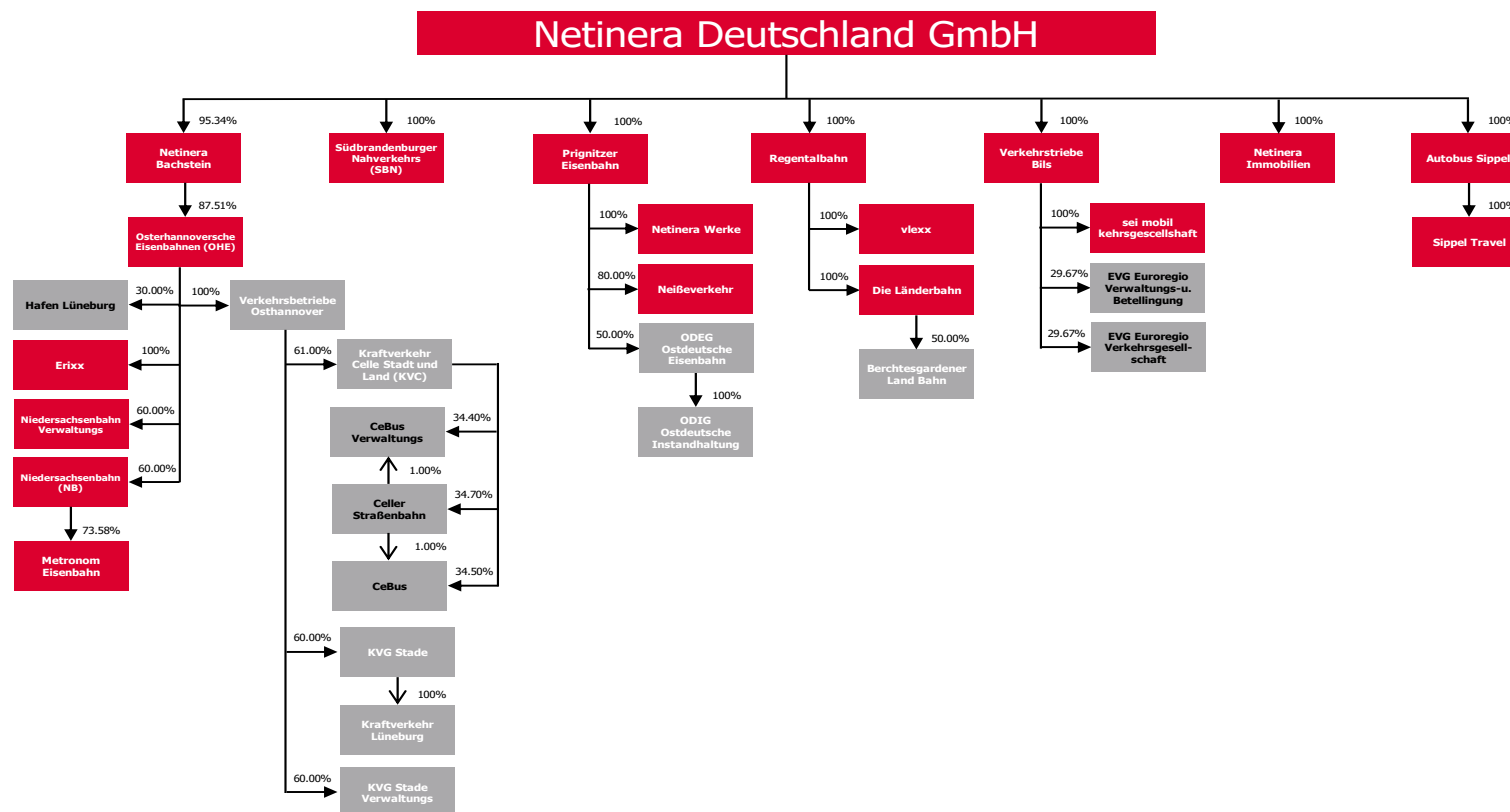 Netinera Deutschland GmbH
95.34%
100%
100%
100%
100%
100%
100%
Netinera
Bachstein
Südbrandenburger
Nahverkehrs
(SBN)
Prignitzer
Eisenbahn
Regentalbahn
Verkehrstriebe
Bils
Netinera
Immobilien
Autobus Sippel
87.51%
Osterhannoversche
Eisenbahnen (OHE)
30.00%
Hafen Lüneburg
100%
Verkehrsbetriebe
Osthannover
100%
Erixx
60.00%
Niedersachsenbahn
Verwaltungs
60.00%
Niedersachsenbahn
(NB)
73.58%
Metronom
Eisenbahn
61.00%
Kraftverkehr
Celle Stadt und
Land (KVC)
34.40%
CeBus
Verwaltungs
1.00%
34.70%
Celler
Straßenbahn
1.00%
34.50%
CeBus
60.00%
KVG Stade
100%
Kraftverkehr
Lüneburg
60.00%
KVG Stade
Verwaltungs
100%
Netinera Werke
80.00%
Neißeverkehr
50.00%
ODEG
Ostdeutsche
Eisenbahn
100%
ODIG
Ostdeutsche
Instandhaltung
100%
vlexx
100%
Die Länderbahn
50.00%
Berchtesgardener
Land Bahn
100%
sei mobil
kehrsgescellshaft
29.67%
EVG Euroregio
Verwaltungs-u.
Betellingung
29.67%
EVG Euroregio
Verkehrsgesell-
schaft
100%
Sippel Travel